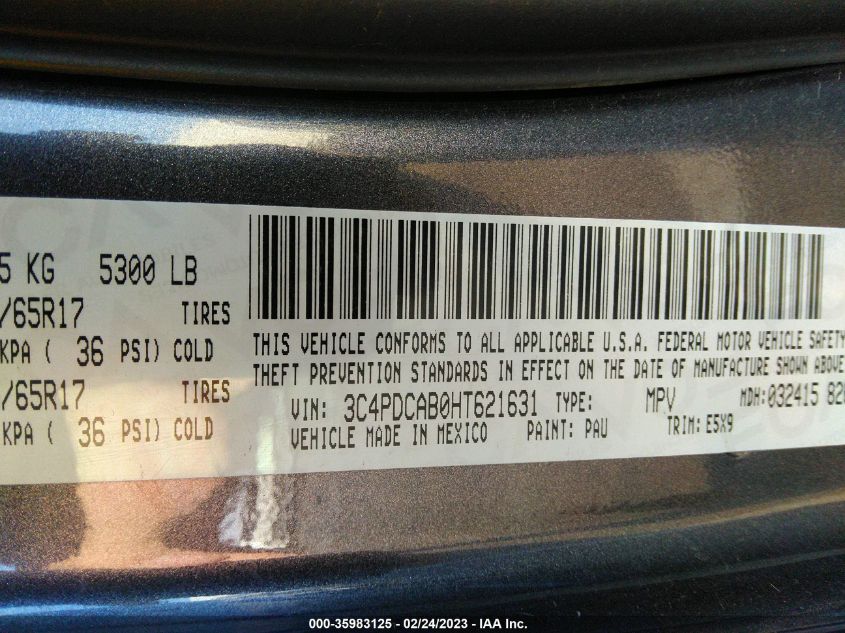 5 KG 5300 LB
/65R17 TIRES
KPA ( 36 PSI) COLD
/65R17 TIRES
KPA ( 36 PSI) COLD
THIS VEHICLE CONFORMS TO ALL APPLICABLE U.S.A. FEDERAL MOTOR VEHICLE SAFETY
THEFT PREVENTION STANDARDS IN EFFECT ON THE DATE OF MANUFACTURE SHOWN ABOVE
VIN: 3C4PDCAB0HT621631 TYPE: MPV MDH:032415 820
VEHICLE MADE IN MEXICO PAINT: PAU TRIM: E5X9
000-35983125 - 02/24/2023 - IAA Inc.